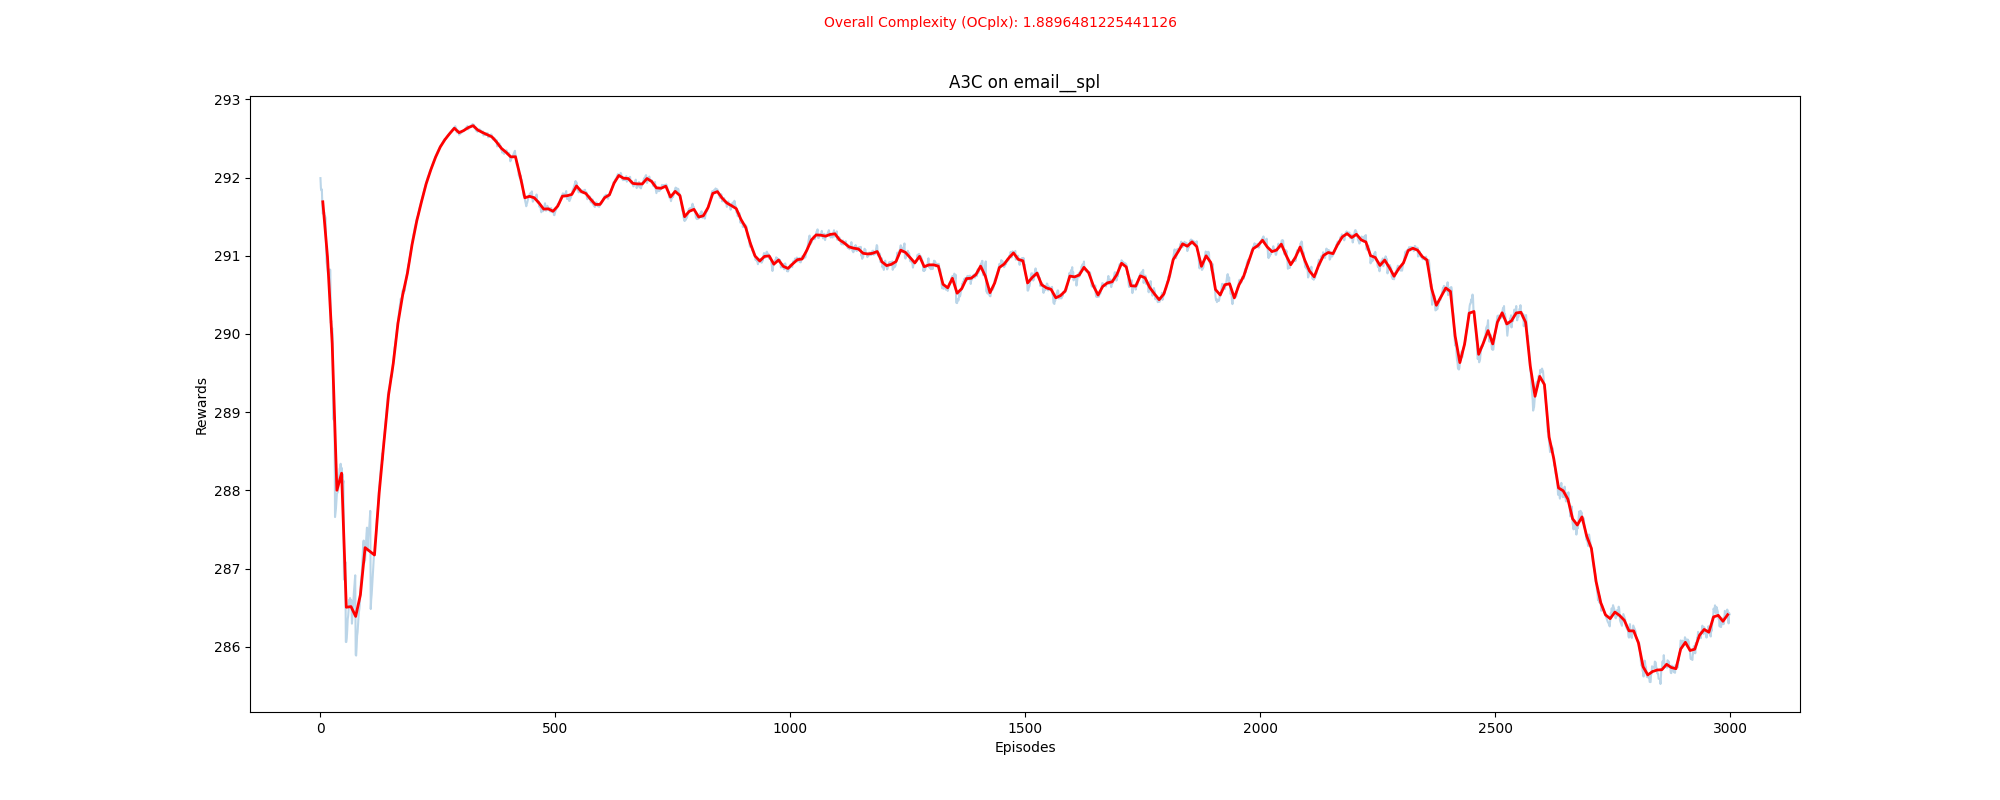 Overall Complexity (OCplx): 1.8896481225441126
A3C on email__spl
293
292
291
290
289
288
287
286
Rewards
0 500 1000 1500 2000 2500 3000
Episodes